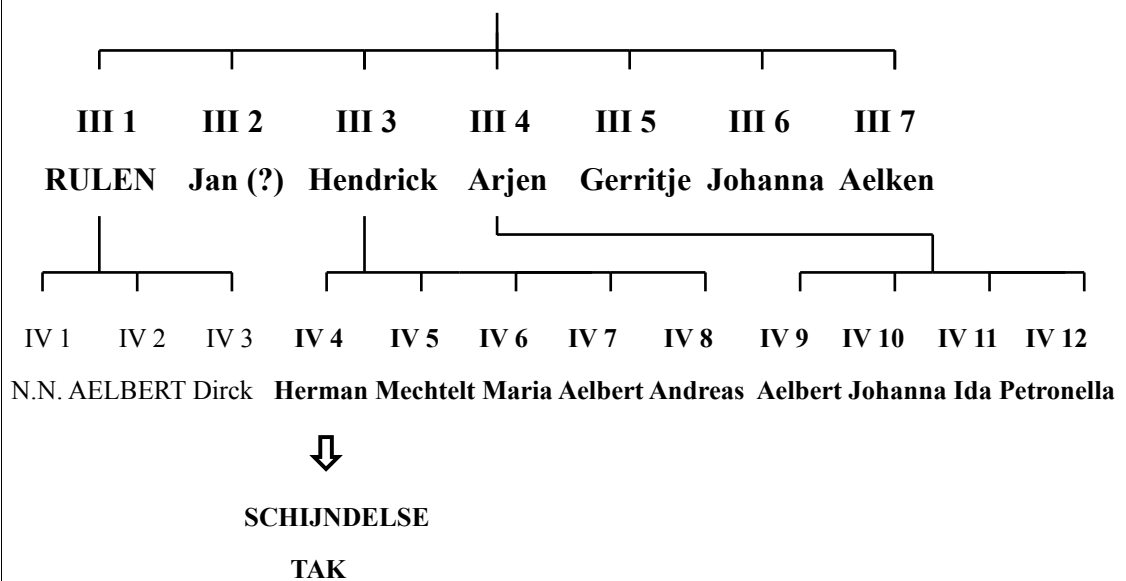 III 1 III 2 III 3 III 4 III 5 III 6 III 7
RULEN Jan (?) Hendrick Arjen Gerritje Johanna Aelken
IV 1 IV 2 IV 3 IV 4 IV 5 IV 6 IV 7 IV 8 IV 9 IV 10 IV 11 IV 12
N.N. AELBERT Dirck Herman Mechtelt Maria Aelbert Andreas Aelbert Johanna Ida Petronella
SCHIJNDELSE
TAK